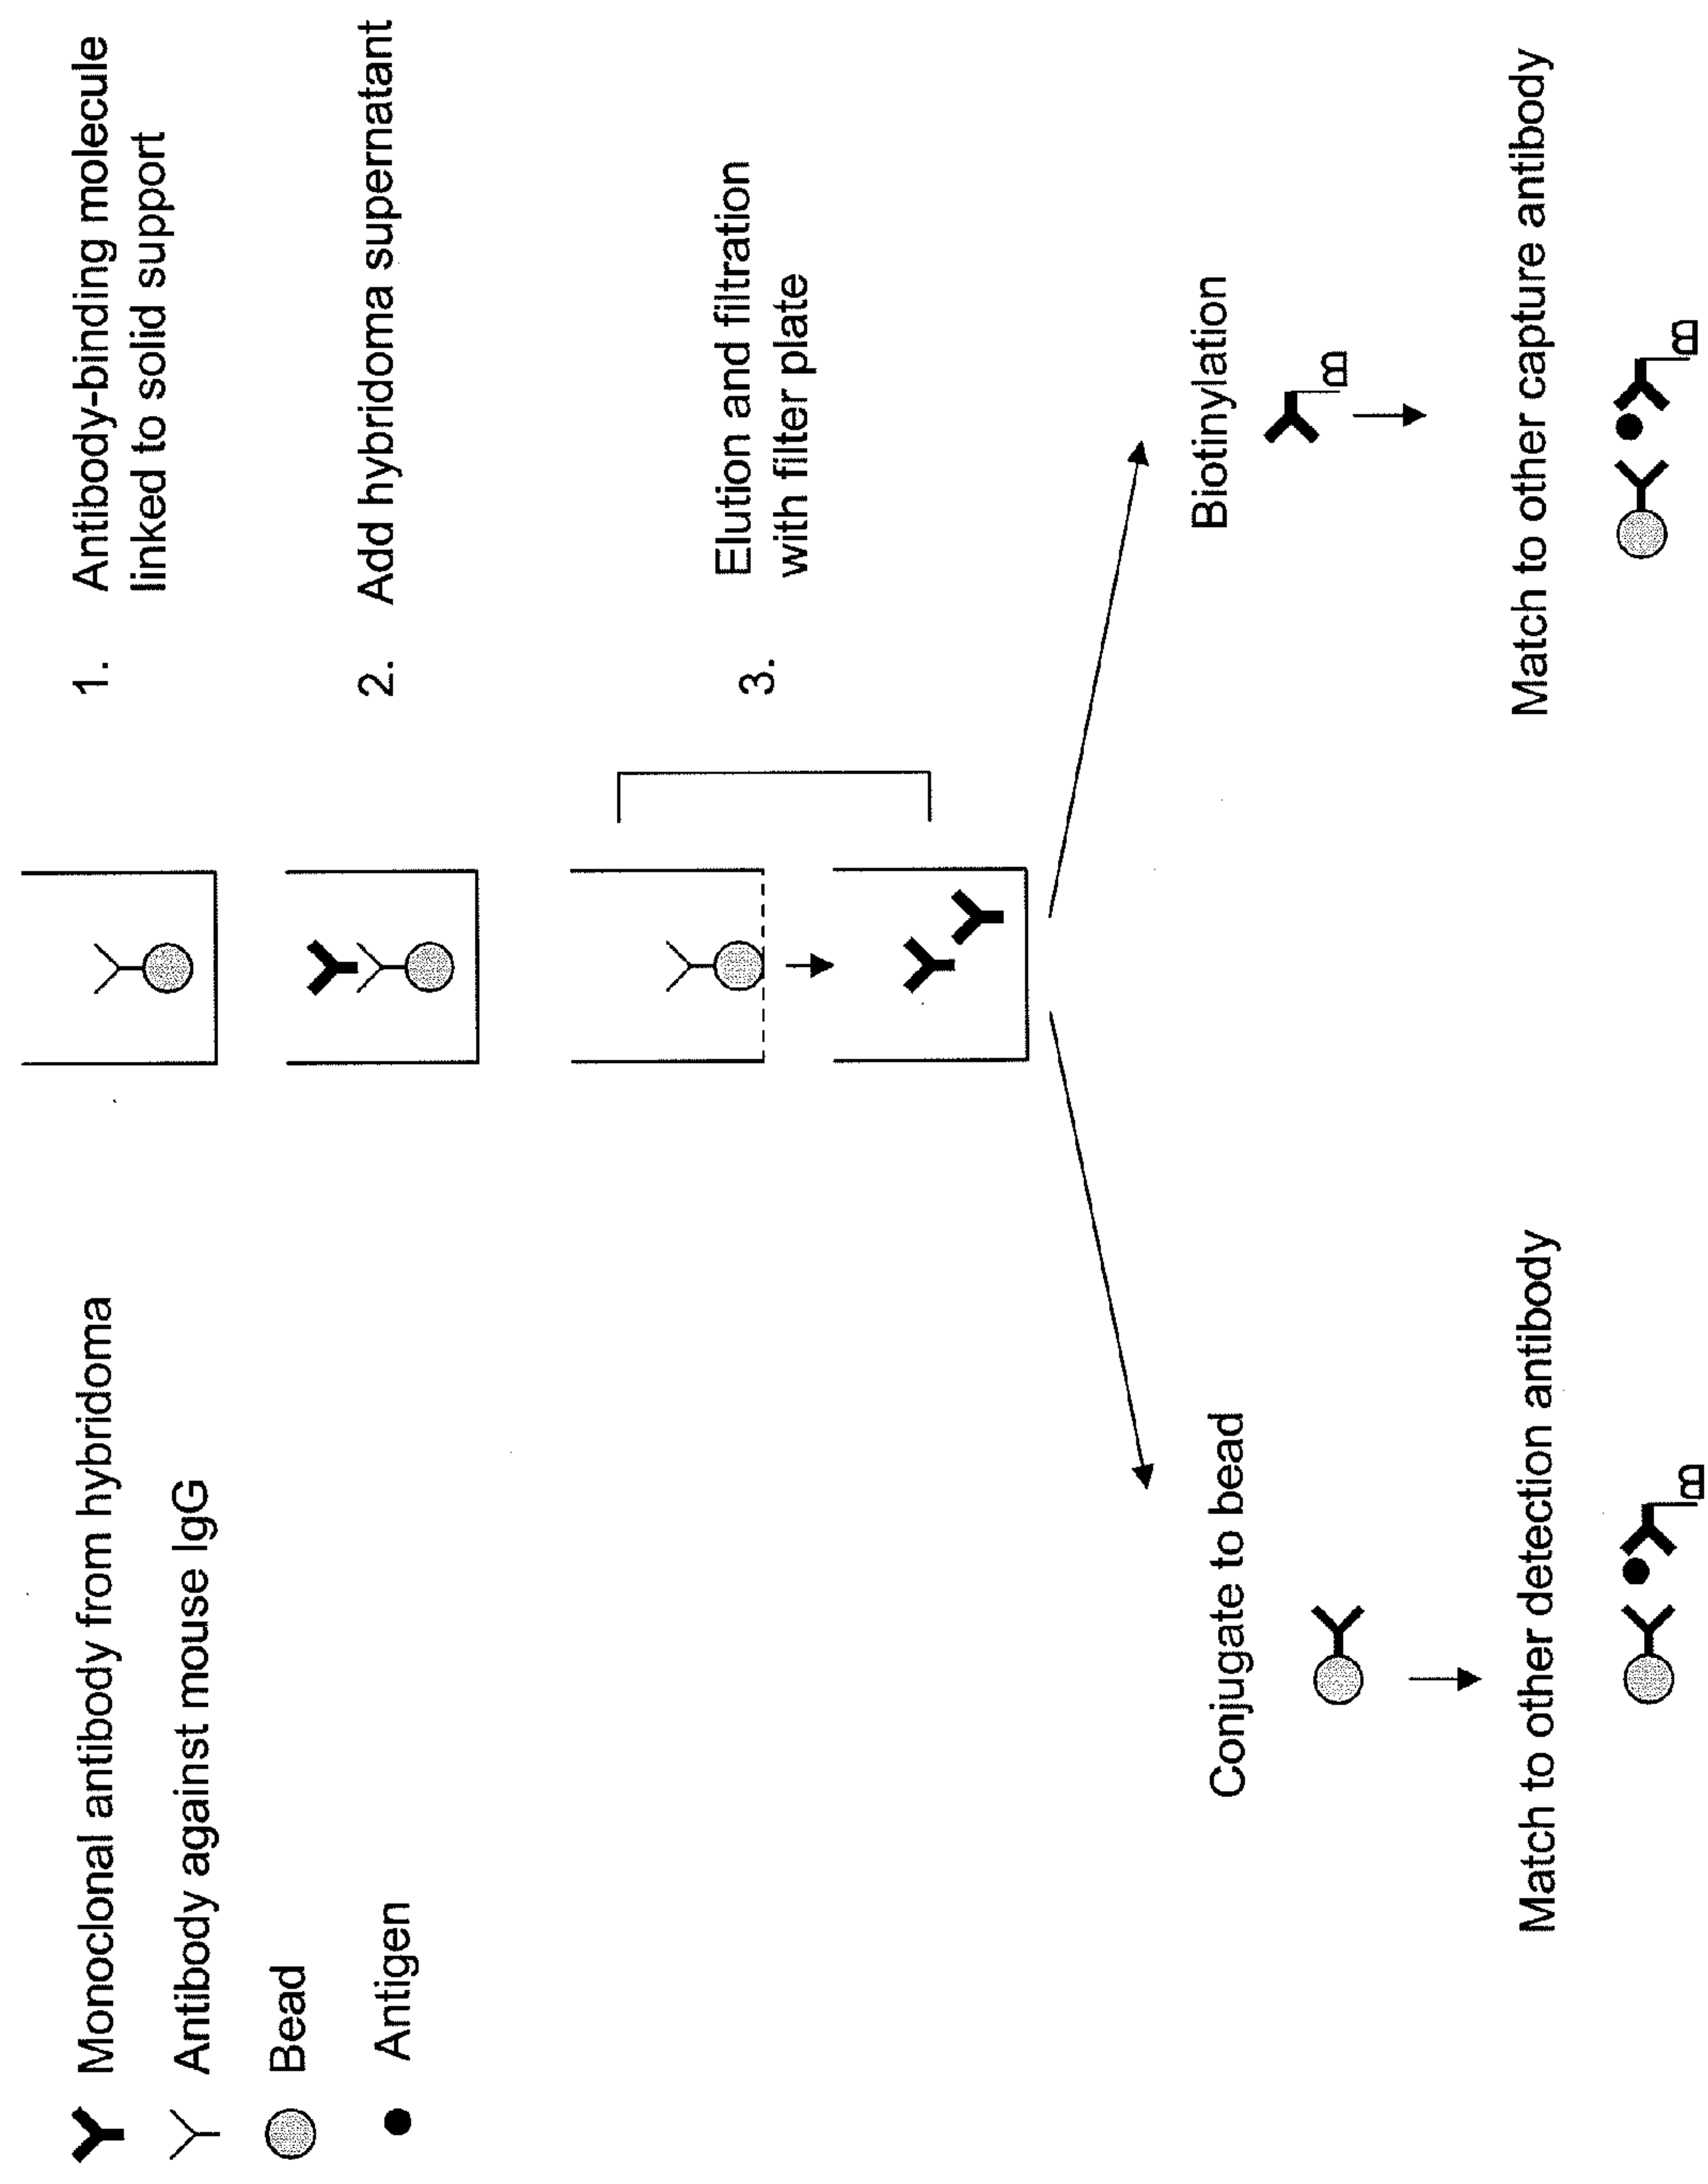 Monoclonal antibody from hybridoma
Antibody against mouse IgG
Bead
Antigen
1. Antibody-binding molecule
linked to solid support
2. Add hybridoma supernatant
3. Elution and filtration
with filter plate
Conjugate to bead
Match to other detection antibody
B
Biotinylation
B
Match to other capture antibody
B